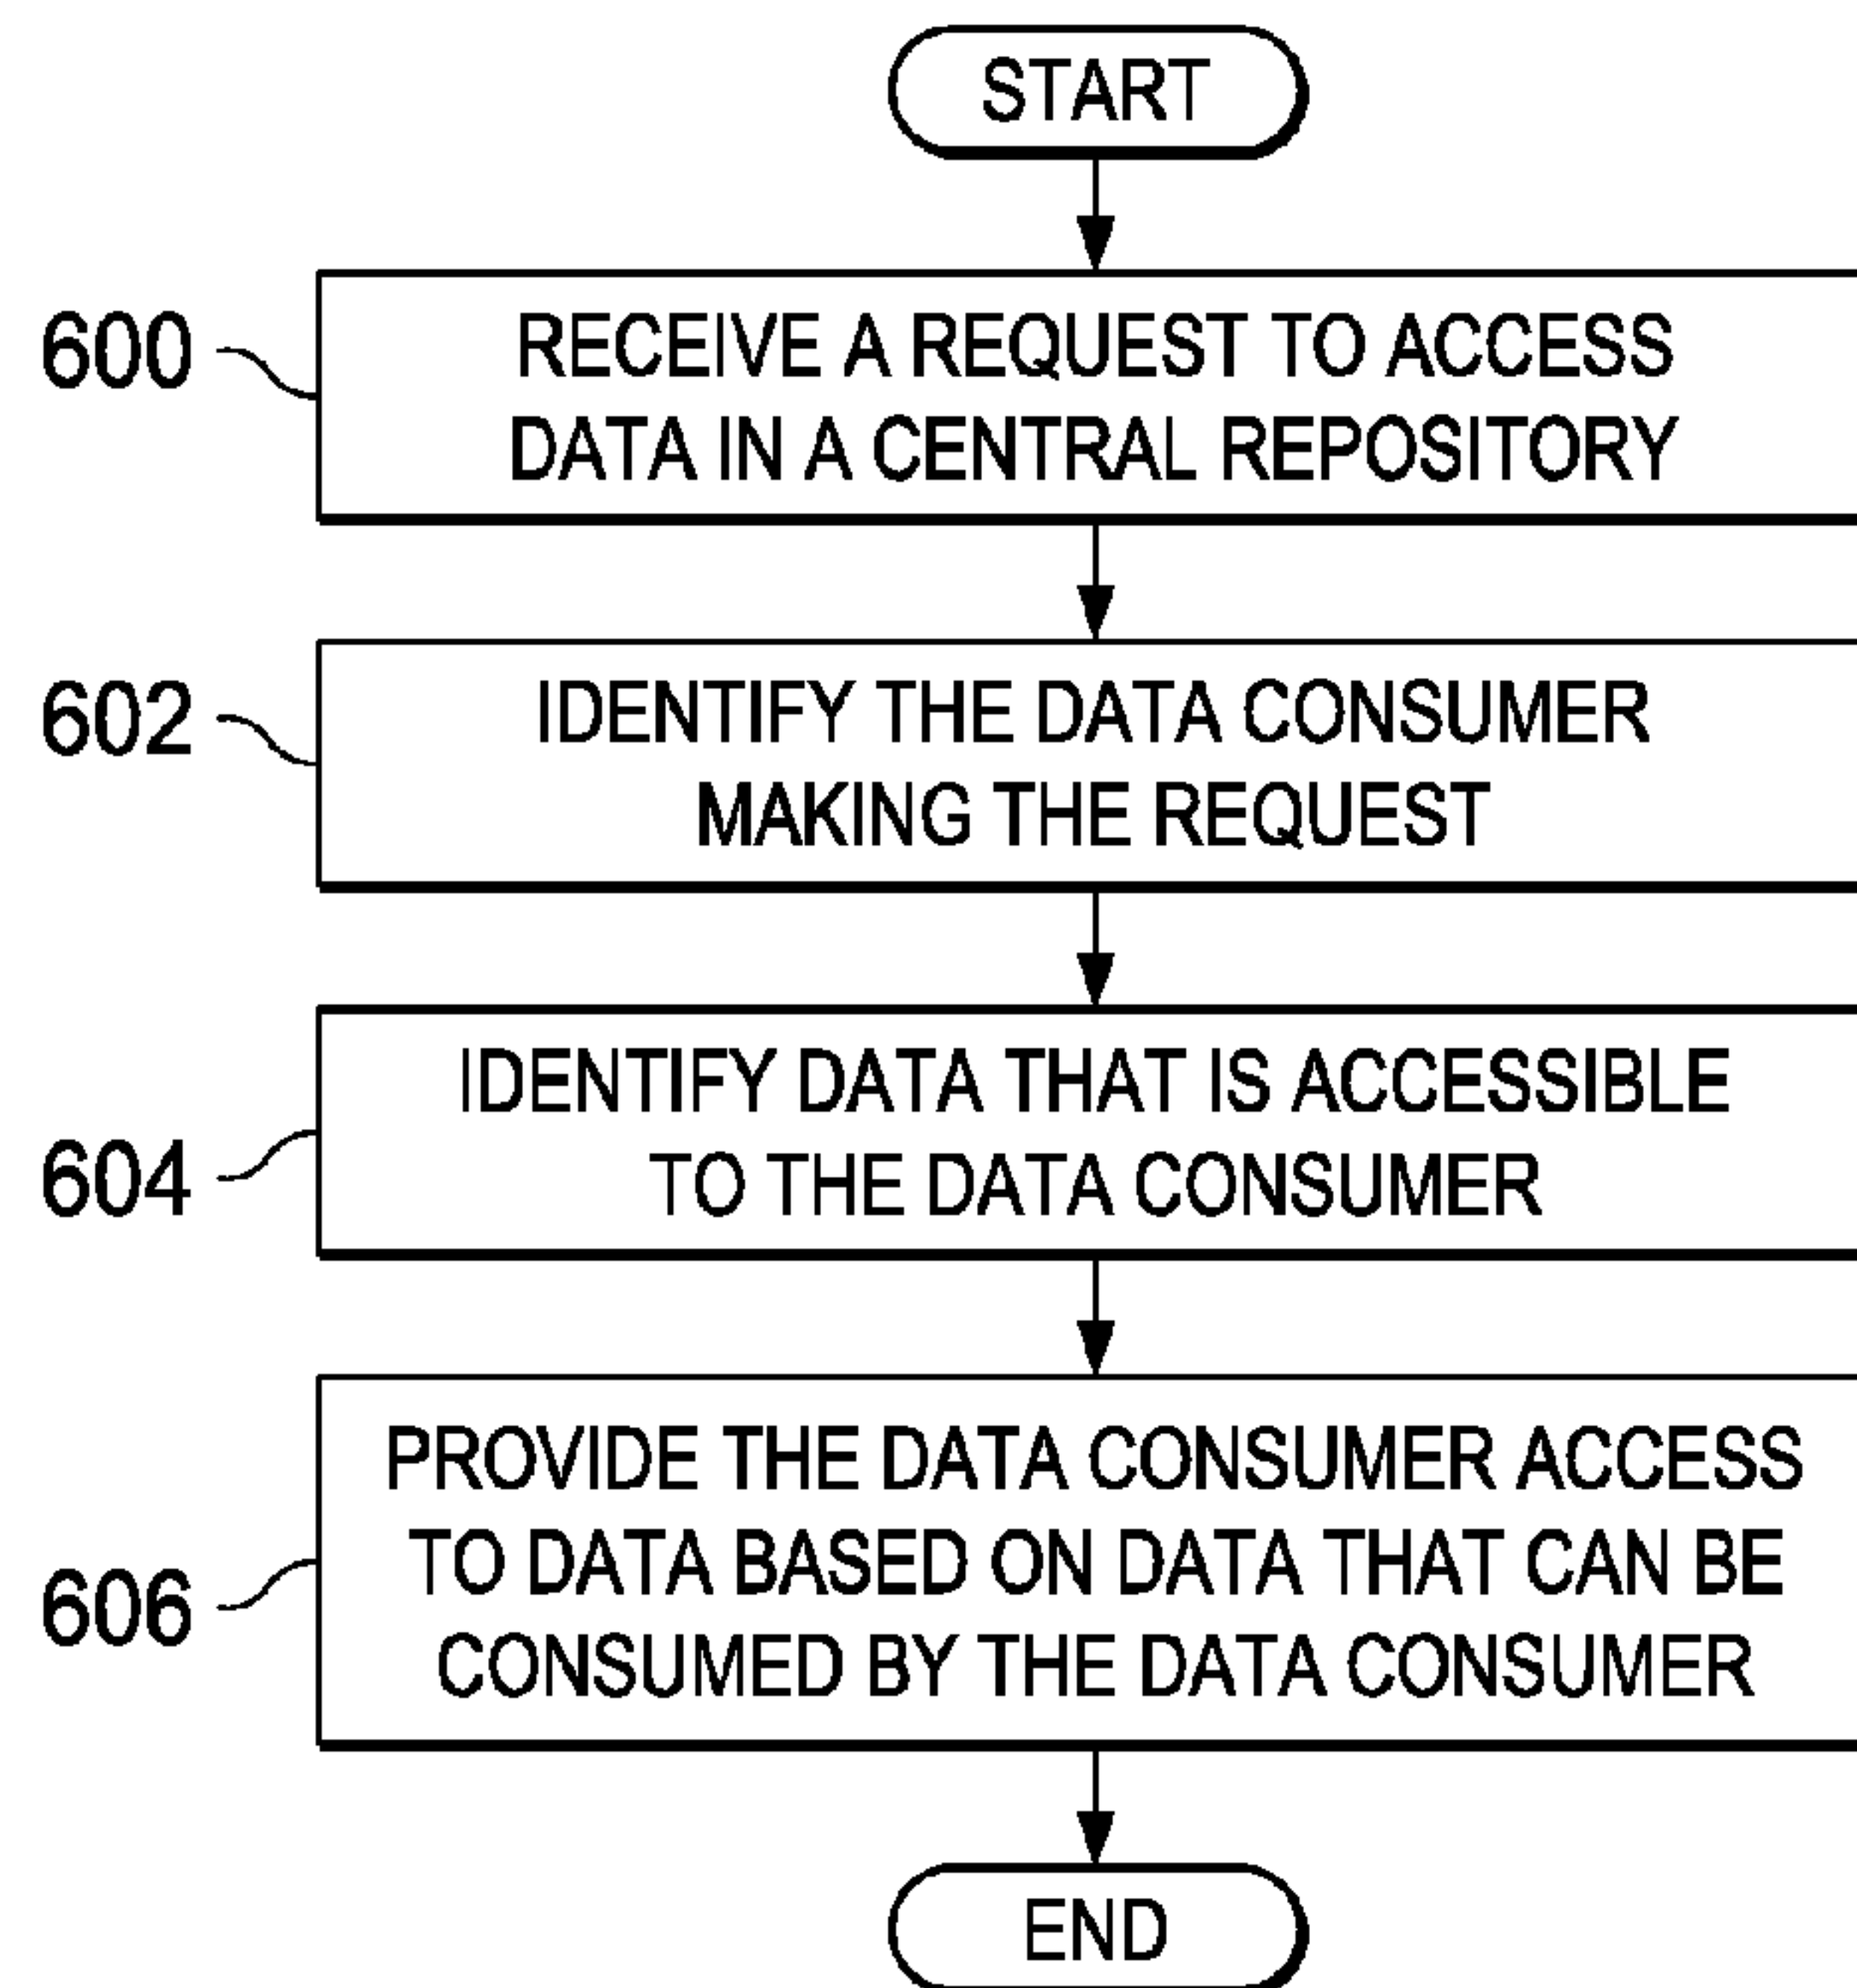 START
600
RECEIVE A REQUEST TO ACCESS
DATA IN A CENTRAL REPOSITORY
602
IDENTIFY THE DATA CONSUMER
MAKING THE REQUEST
604
IDENTIFY DATA THAT IS ACCESSIBLE
TO THE DATA CONSUMER
606
PROVIDE THE DATA CONSUMER ACCESS
TO DATA BASED ON DATA THAT CAN BE
CONSUMED BY THE DATA CONSUMER
END